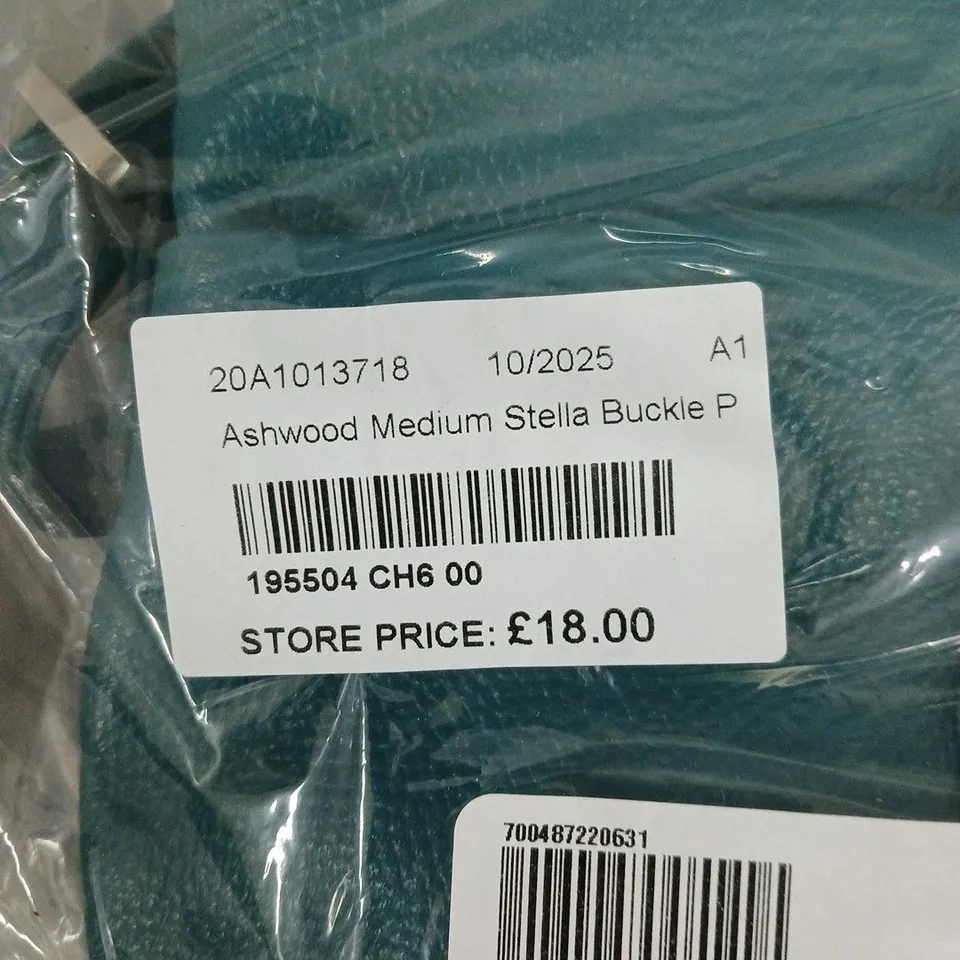 20A1013718 10/2025 A1
Ashwood Medium Stella Buckle P
195504 CH6 00
STORE PRICE: £18.00
700487220631